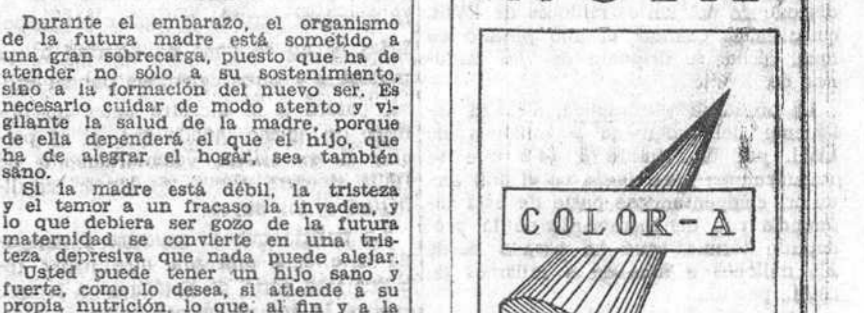 Durante el embarazo, el organismo
de la futura madre está sometido a
una gran sobrecarga, puesto que ha de
atender no sólo a su sostenimiento,
sino a la formación del nuevo ser. Es
necesario cuidar de modo atento y vi-
gilante la salud de la madre, porque
de ella dependerá el que el hijo, que
ha de alegrar el hogar, sea también
sano.
Si la madre está débil, la tristeza
y el temor a un fracaso la invaden, y
lo que debiera ser gozo de la futura
maternidad se convierte en una tris-
teza depresiva que nada puede alejar.
Usted puede tener un hijo sano y
fuerte, como lo desea, si atiende a su
propia nutrición, lo que, al fin y a la
COLOR-A